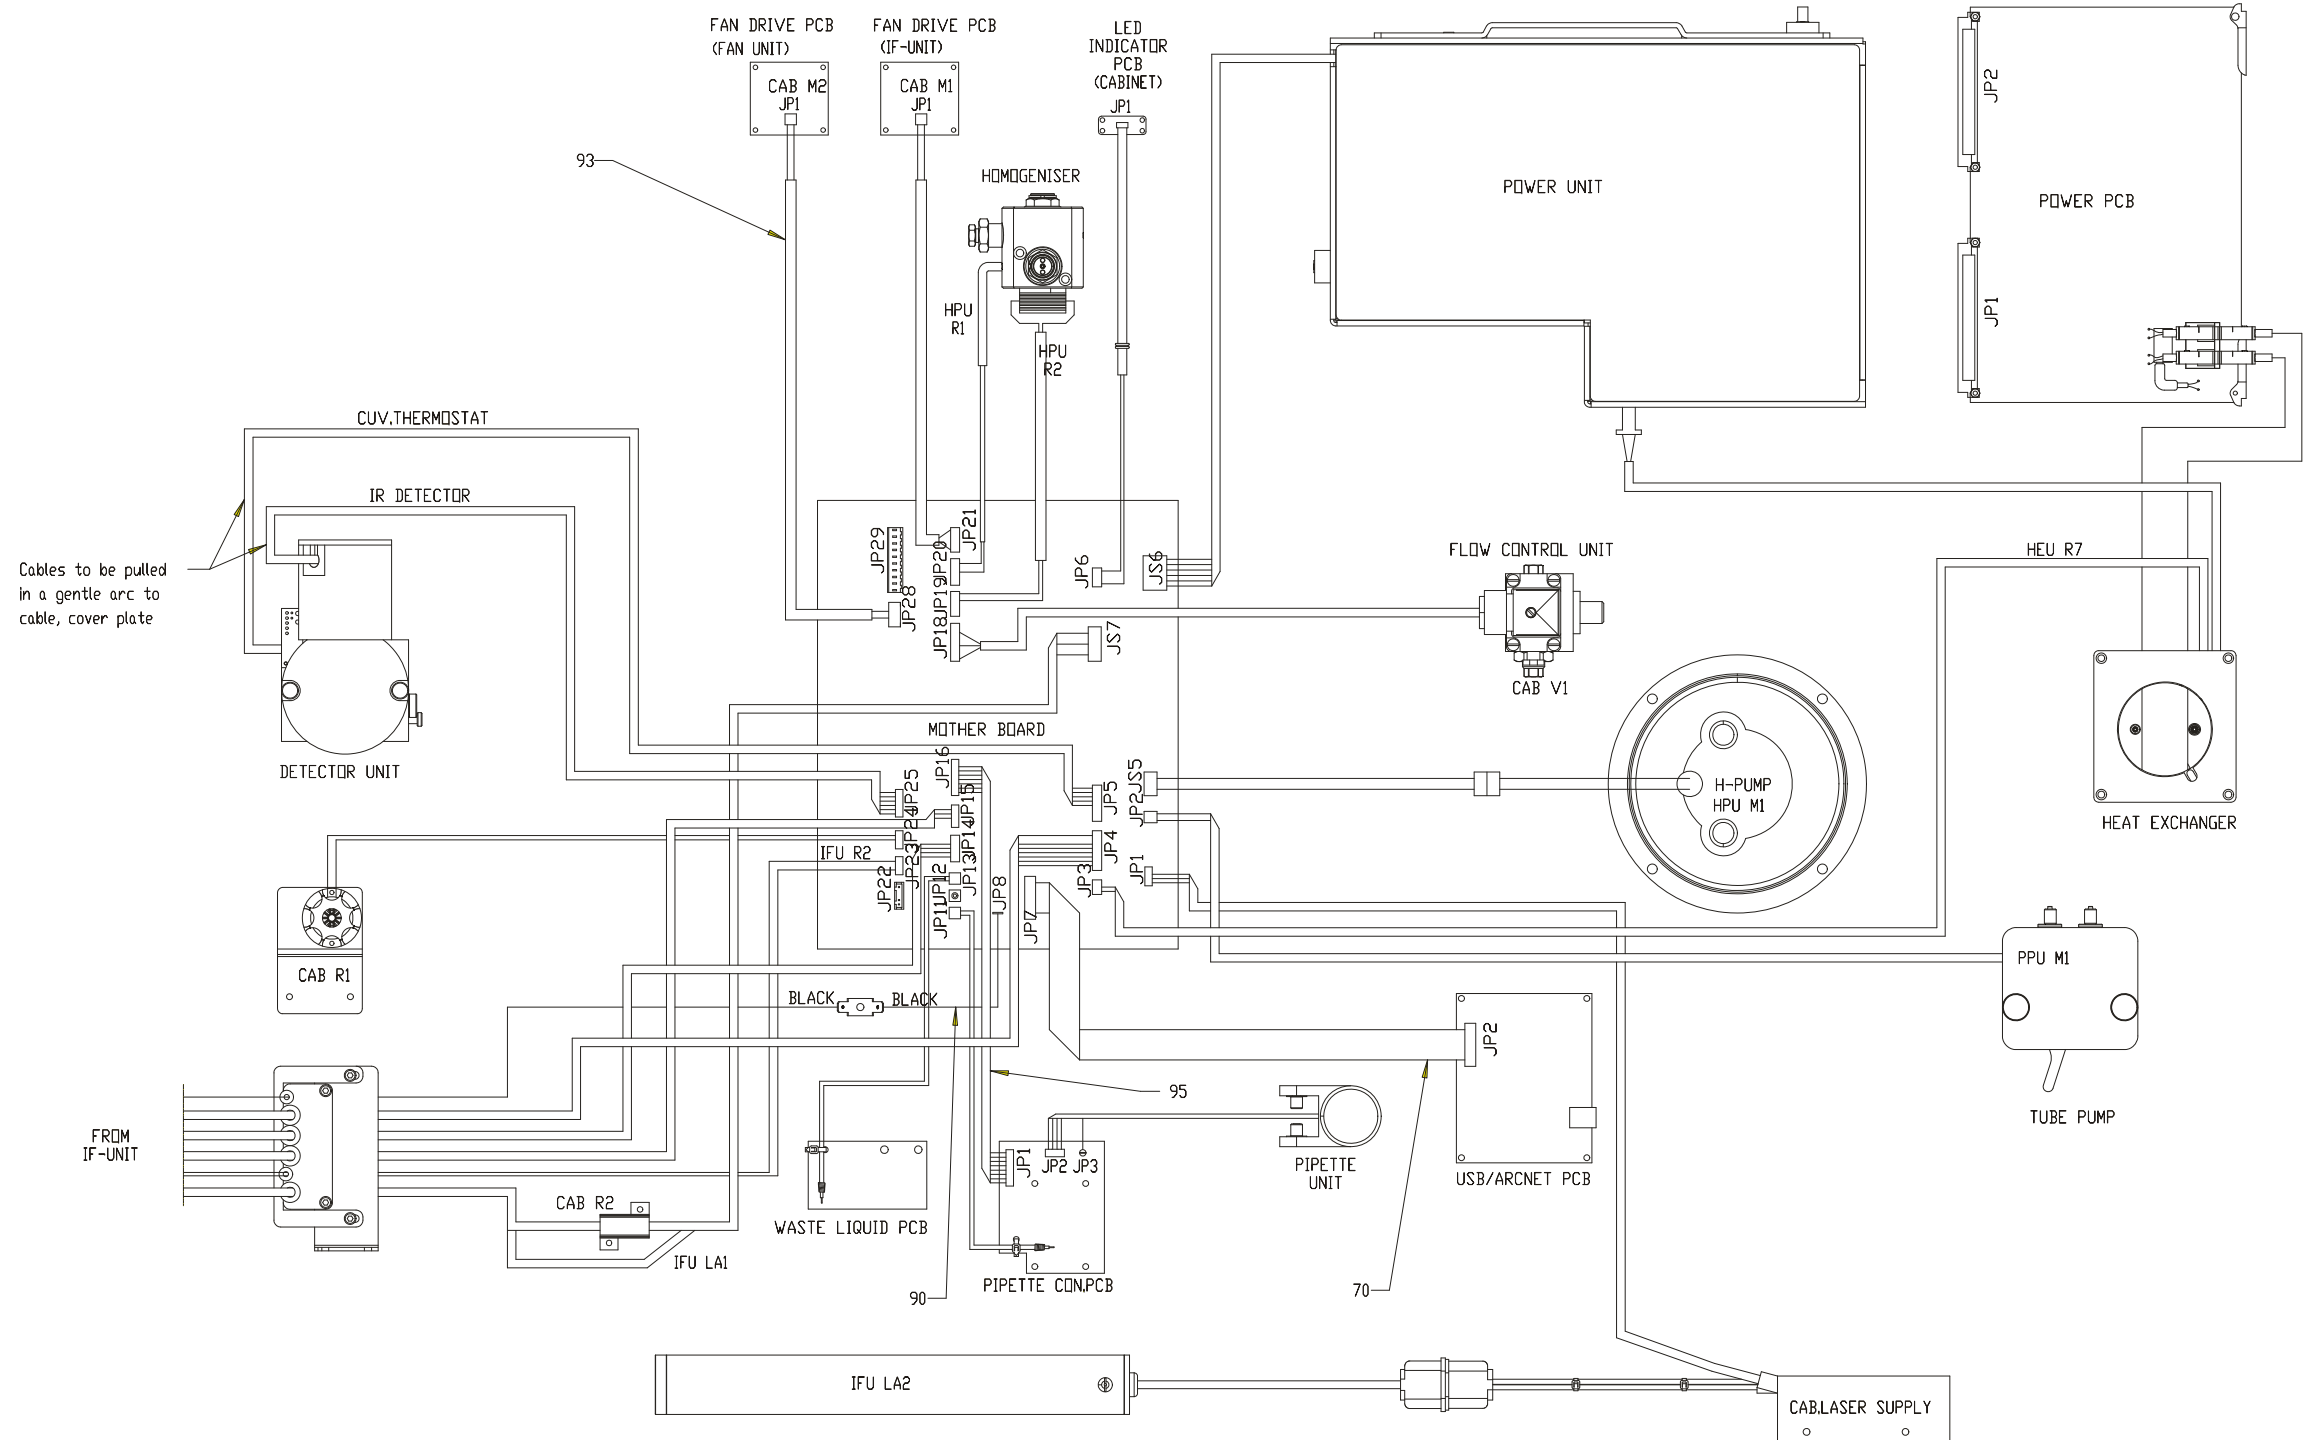 FAN DRIVE PCB
(FAN UNIT)
CAB M2
JP1
FAN DRIVE PCB
(IF-UNIT)
CAB M1
JP1
LED
INDICATOR
PCB
(CABINET)
JP1
93
HOMOGENISER
HPU
R1
HPU
R2
POWER UNIT
JP2
POWER PCB
JP1
CUV.THERMOSTAT
IR DETECTOR
Cables to be pulled
in a gentle arc to
cable, cover plate
DETECTOR UNIT
JP29
JP28
JP21
JP20
JP19
JP18
JP6
JS6
JS7
FLOW CONTROL UNIT
CAB V1
HEU R7
MOTHER BOARD
JP16
JP25
JP15
JP24
JP14
JP23
JP13
JP22
JP12
JP11
JP8
JP7
JP5
JP4
JP3
JS5
JP2
JP1
IFU R2
H-PUMP
HPU M1
HEAT EXCHANGER
CAB R1
BLACK
BLACK
PPU M1
TUBE PUMP
JP2
USB/ARCNET PCB
95
FROM
IF-UNIT
JP1
JP2
JP3
PIPETTE
UNIT
CAB R2
WASTE LIQUID PCB
IFU LA1
PIPETTE CON.PCB
90
70
IFU LA2
CAB.LASER SUPPLY